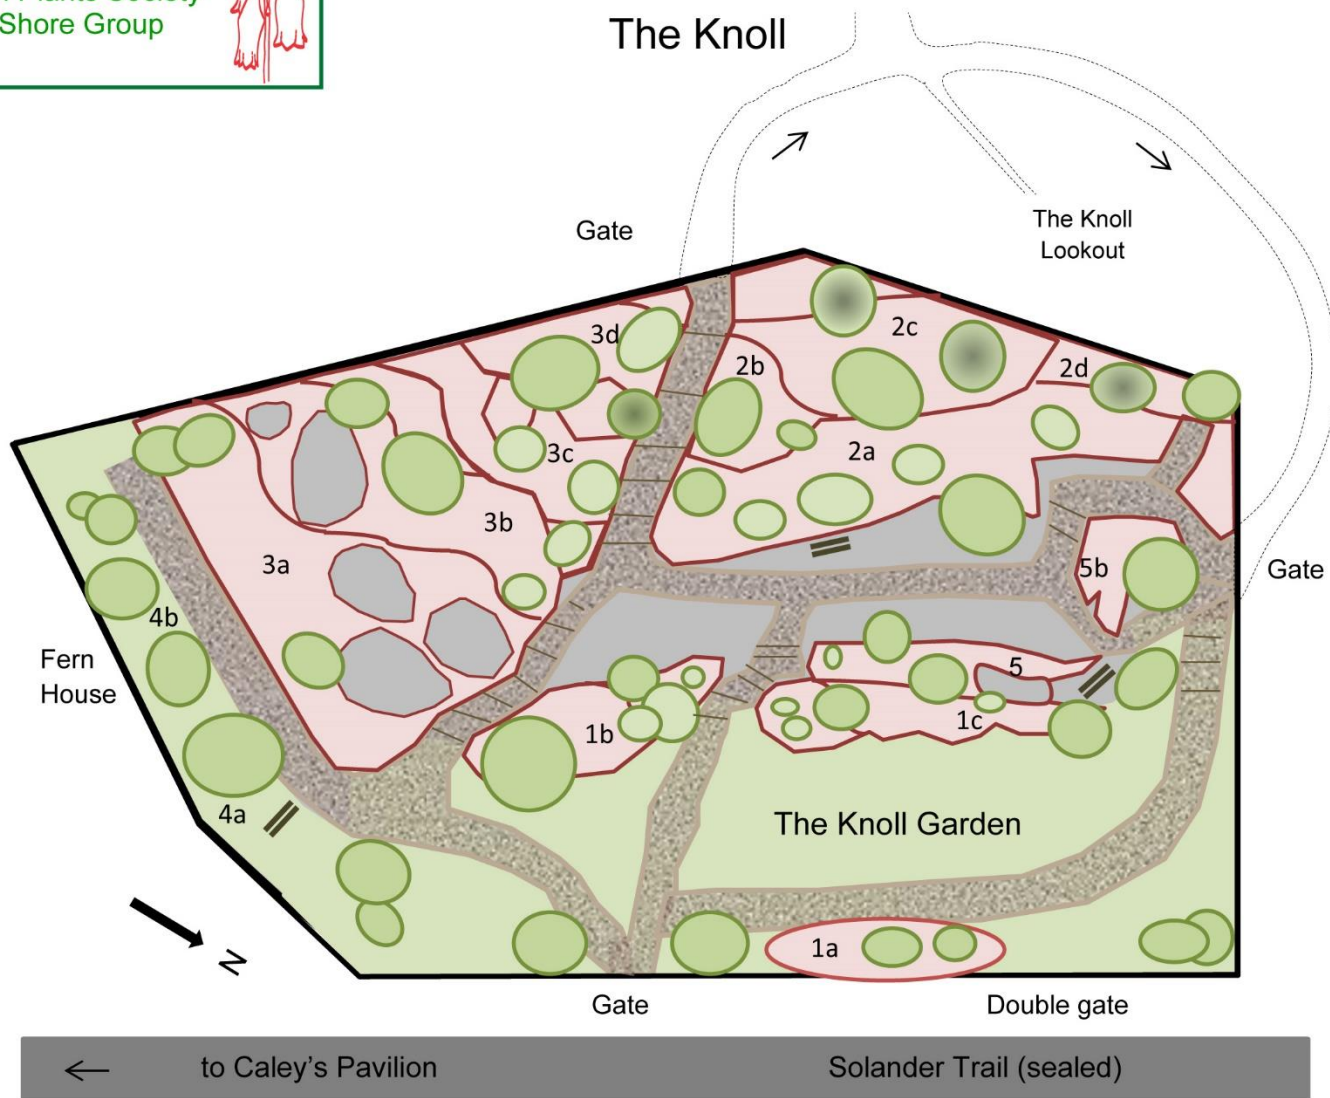 Plants Society
Shore Group
The Knoll
The Knoll
Lookout
Gate
3d
2c
2b
2d
3c
2a
3b
3a
5b
Gate
4b
Fern
House
5
1c
1b
4a
The Knoll Garden
N
1a
Gate
Double gate
← to Caley's Pavilion
Solander Trail (sealed)